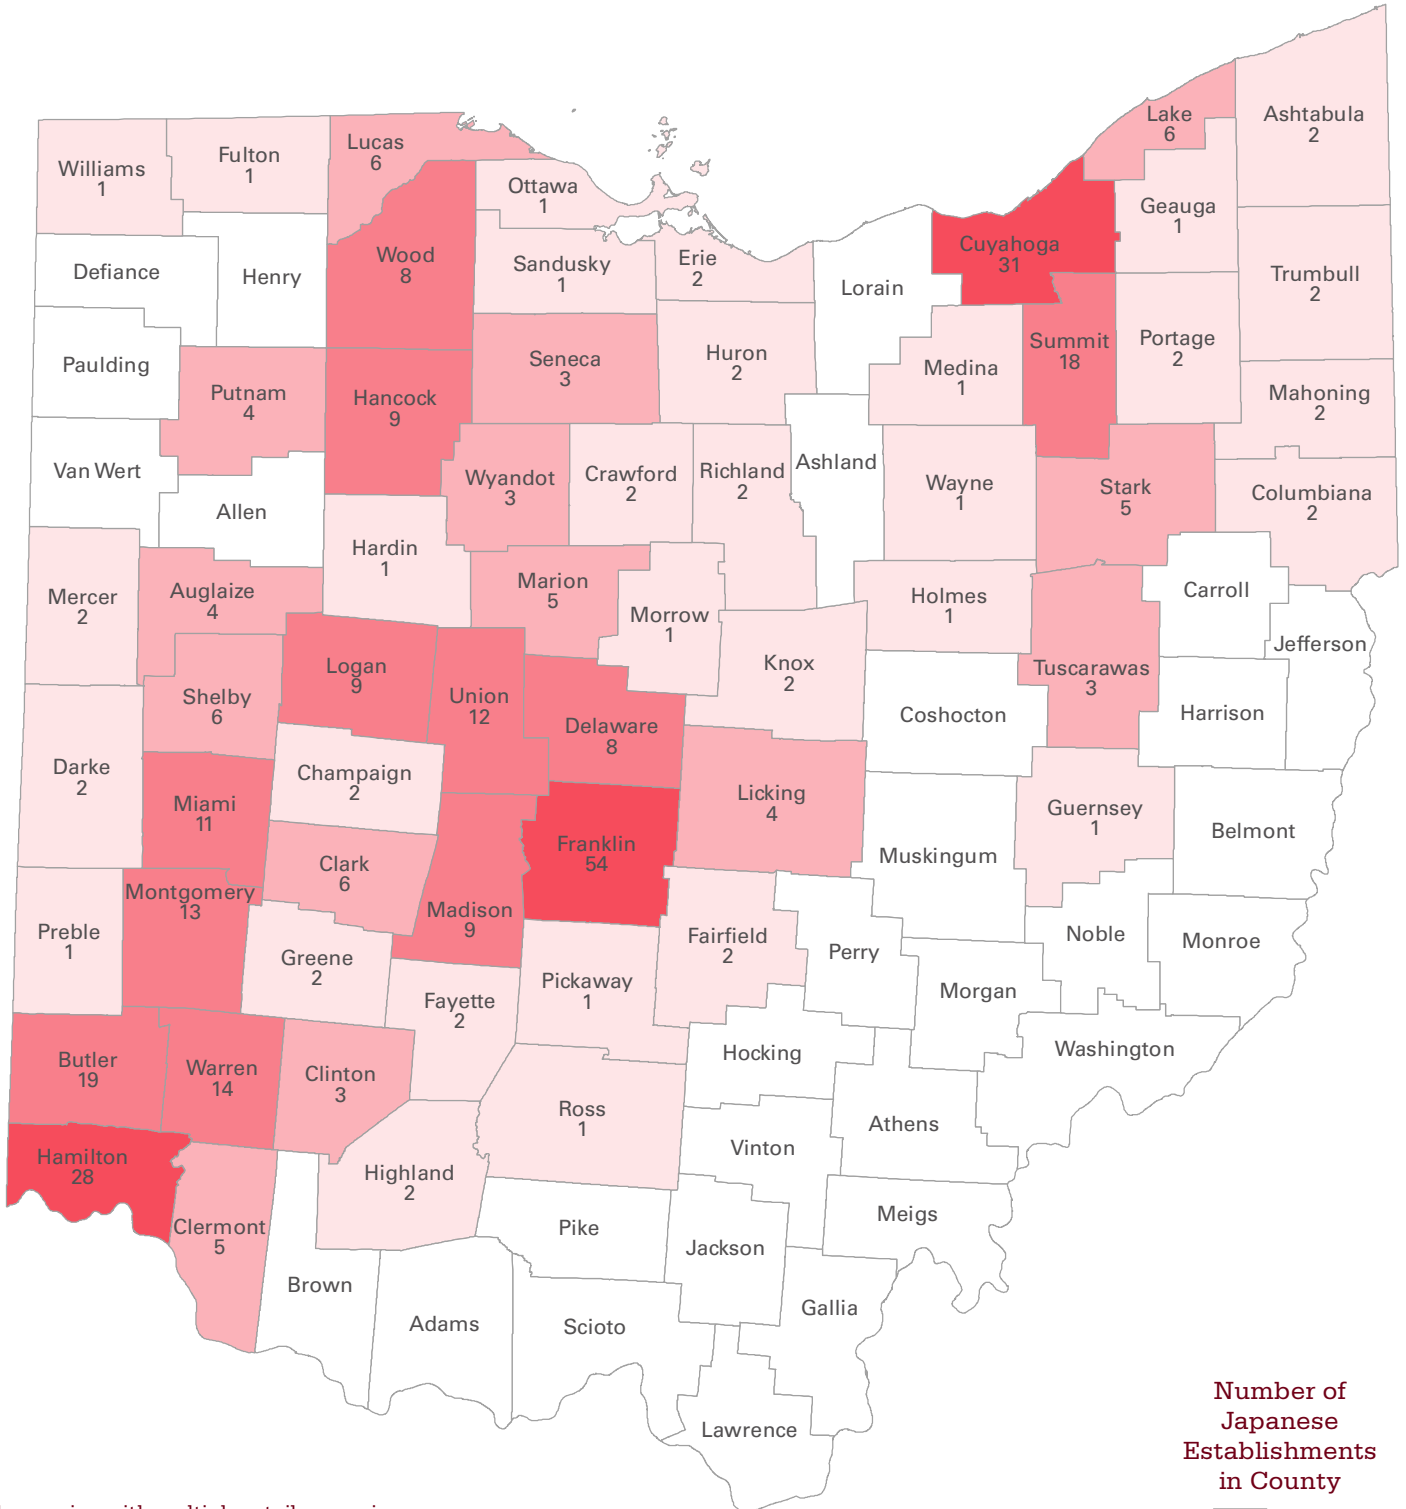 Lake
6
Ashtabula
2
Lucas
6
Fulton
1
Williams
1
Ottawa
1
Geauga
1
Cuyahoga
31
Wood
8
Erie
2
Sandusky
1
Trumbull
2
Defiance
Henry
Lorain
Summit
18
Portage
2
Huron
2
Seneca
3
Medina
1
Paulding
Putnam
4
Hancock
9
Mahoning
2
Van Wert
Wyandot
3
Crawford
2
Richland
2
Ashland
Wayne
1
Stark
5
Columbiana
2
Allen
Hardin
1
Mercer
2
Auglaize
4
Marion
5
Morrow
1
Holmes
1
Carroll
Jefferson
Logan
9
Knox
2
Tuscarawas
3
Shelby
6
Union
12
Delaware
8
Coshocton
Harrison
Darke
2
Champaign
2
Miami
11
Licking
4
Guernsey
1
Belmont
Franklin
54
Muskingum
Clark
6
Montgomery
13
Madison
9
Preble
1
Fairfield
2
Perry
Noble
Monroe
Greene
2
Pickaway
1
Fayette
2
Morgan
Butler
19
Warren
14
Clinton
3
Hocking
Washington
Ross
1
Athens
Vinton
Hamilton
28
Highland
2
Clermont
5
Pike
Meigs
Jackson
Brown
Adams
Scioto
Gallia
Lawrence
Number of
Japanese
Establishments
in County